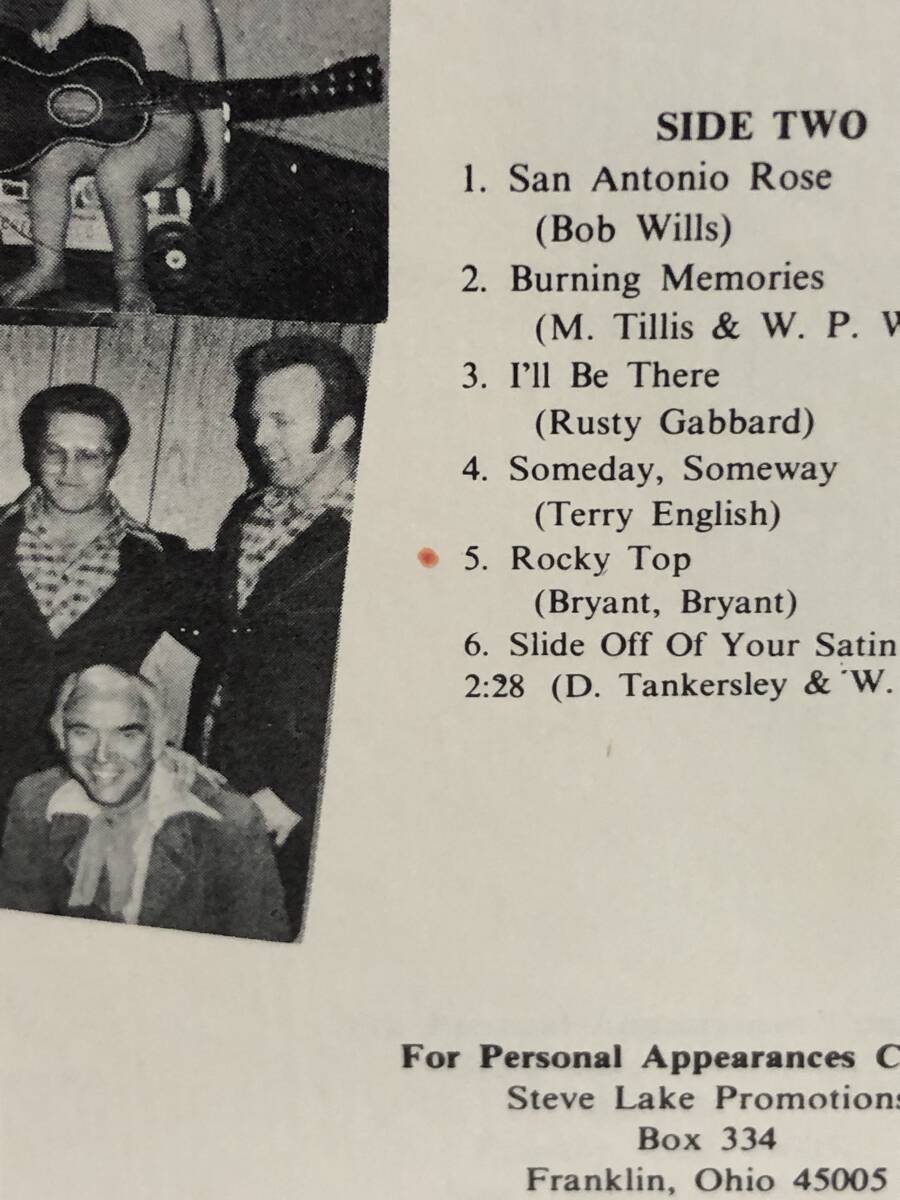 SIDE TWO
1. San Antonio Rose
(Bob Wills)
2. Burning Memories
(M. Tillis & W. P. W
3. I'll Be There
(Rusty Gabbard)
4. Someday, Someway
(Terry English)
5. Rocky Top
(Bryant, Bryant)
6. Slide Off Of Your Satin
2:28 (D. Tankersley & W.
For Personal Appearances C
Steve Lake Promotions
Box 334
Franklin, Ohio 45005